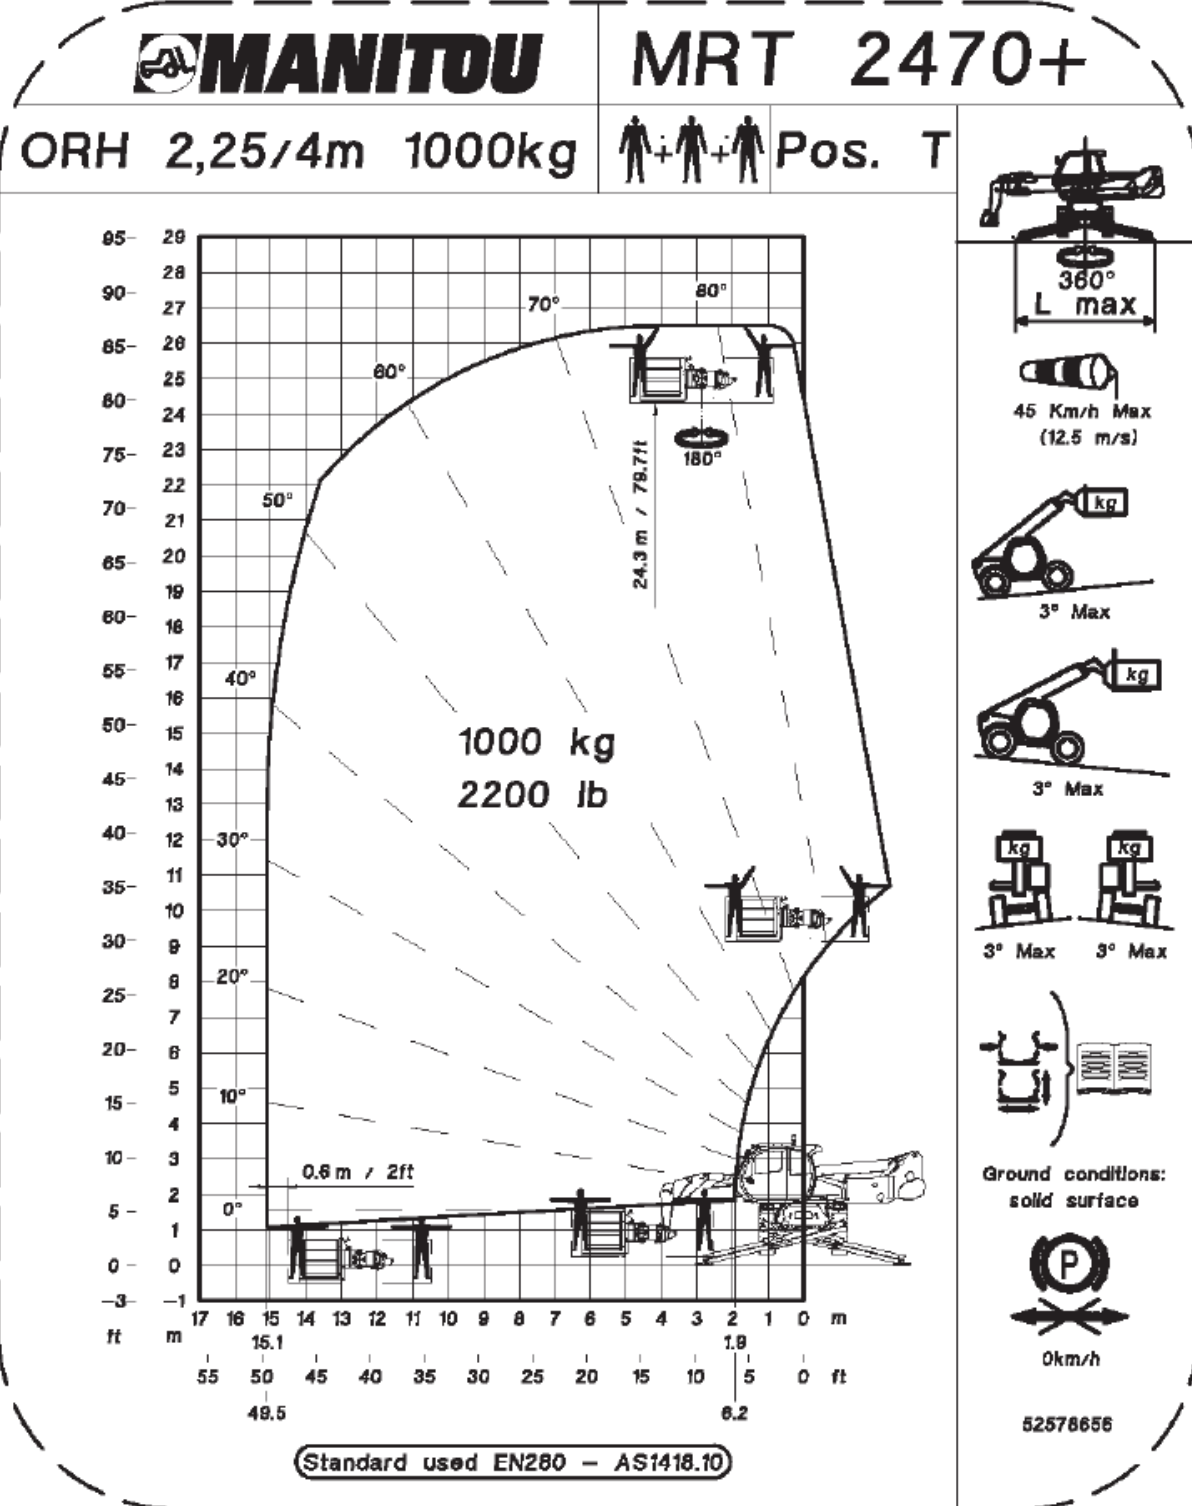 MANITOU
MRT 2470+
ORH 2,25/4m 1000kg
Pos. T
95 29
28
90 27
85 26
25
80 24
23
75 22
70 21
20
65 19
60 18
17
55 16
50 15
14
45 13
40 12
35 11
10
30 9
25 8
7
20 6
5
15 4
10 3
2
5 1
0 0
-3 -1
ft m
80°
70°
60°
50°
40°
30°
20°
10°
0°
180°
24.3 m / 79.7ft
1000 kg
2200 lb
0.6 m / 2ft
17 16 15 14 13 12 11 10 9 8 7 6 5 4 3 2 1 0 m
15.1 1.9
55 50 45 40 35 30 25 20 15 10 5 0 ft
49.5 6.2
Standard used EN280 - AS1418.10
360°
L max
45 Km/h Max
(12.5 m/s)
kg
3° Max
kg
3° Max
kg kg
3° Max 3° Max
Ground conditions:
solid surface
P
0km/h
52578656